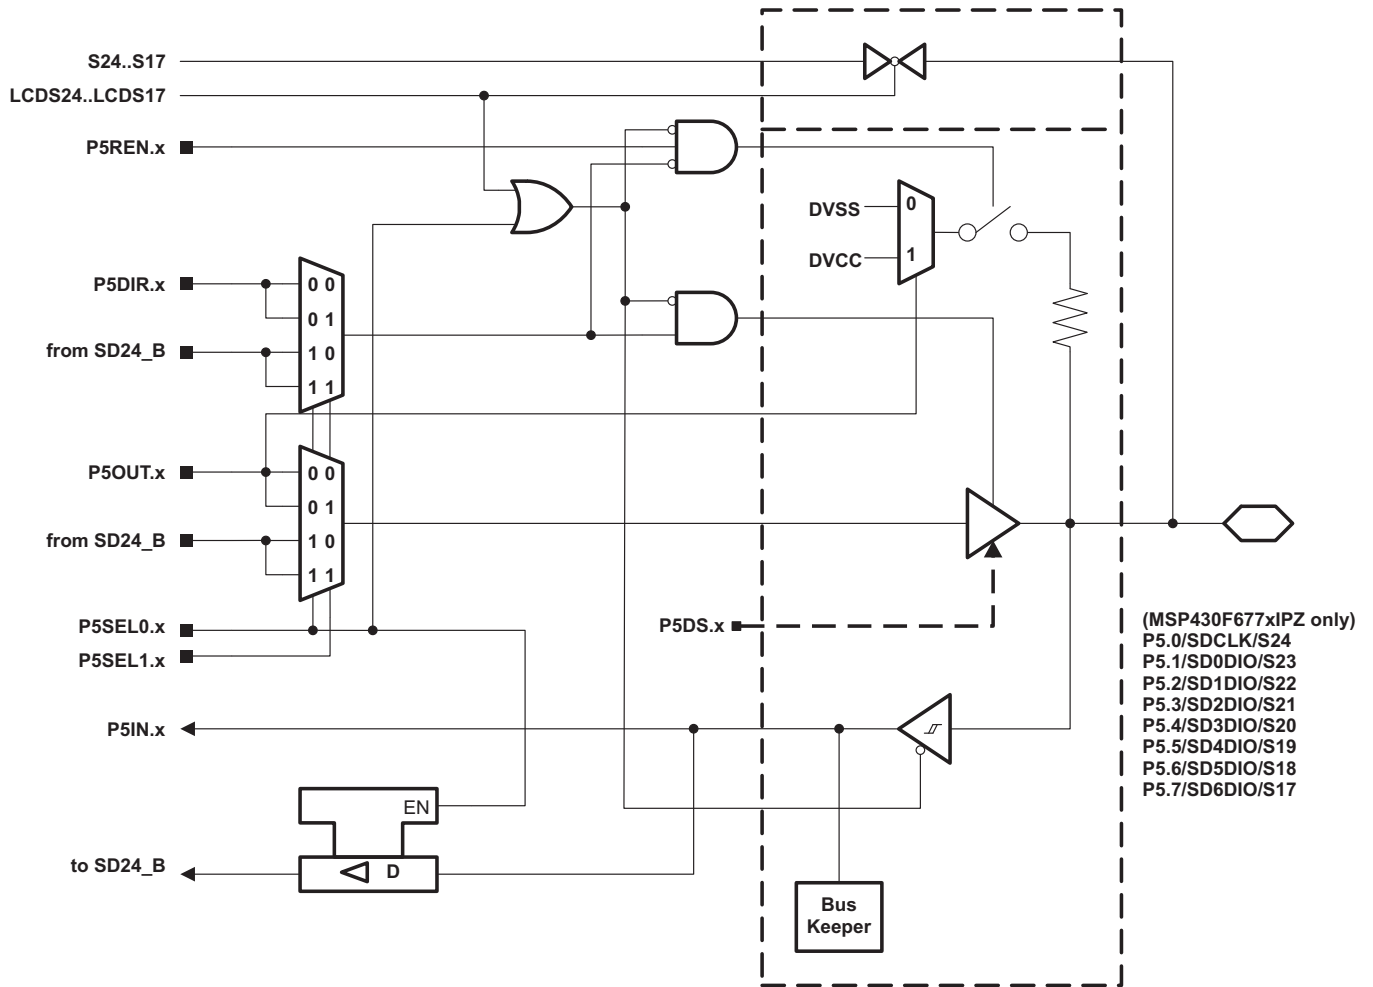 S24..S17
LCDS24..LCDS17
P5REN.x
DVSS
0
DVCC
1
P5DIR.x
0 0
0 1
from SD24_B
1 0
1 1
P5OUT.x
0 0
0 1
from SD24_B
1 0
1 1
P5SEL0.x
P5SEL1.x
P5DS.x
(MSP430F677xIPZ only)
P5.0/SDCLK/S24
P5.1/SD0DIO/S23
P5.2/SD1DIO/S22
P5.3/SD2DIO/S21
P5.4/SD3DIO/S20
P5.5/SD4DIO/S19
P5.6/SD5DIO/S18
P5.7/SD6DIO/S17
P5IN.x
EN
to SD24_B
D
Bus
Keeper